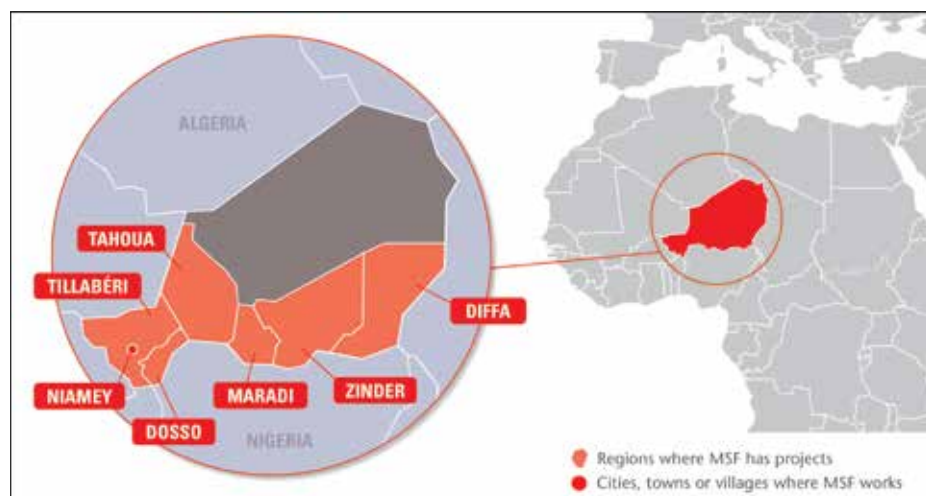 ALGERIA
TAHOUA
TILLABÉRI
DIFFA
NIAMEY
MARADI
ZINDER
DOSSO
NIGERIA
Regions where MSF has projects
Cities, towns or villages where MSF works